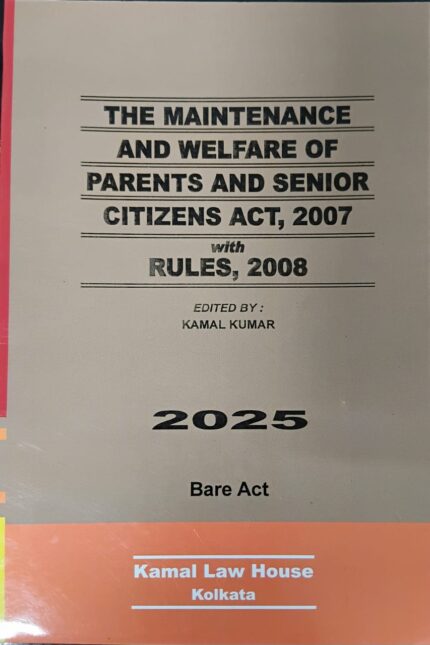 THE MAINTENANCE
AND WELFARE OF
PARENTS AND SENIOR
CITIZENS ACT, 2007
with
RULES, 2008
EDITED BY :
KAMAL KUMAR
2025
Bare Act
Kamal Law House
Kolkata